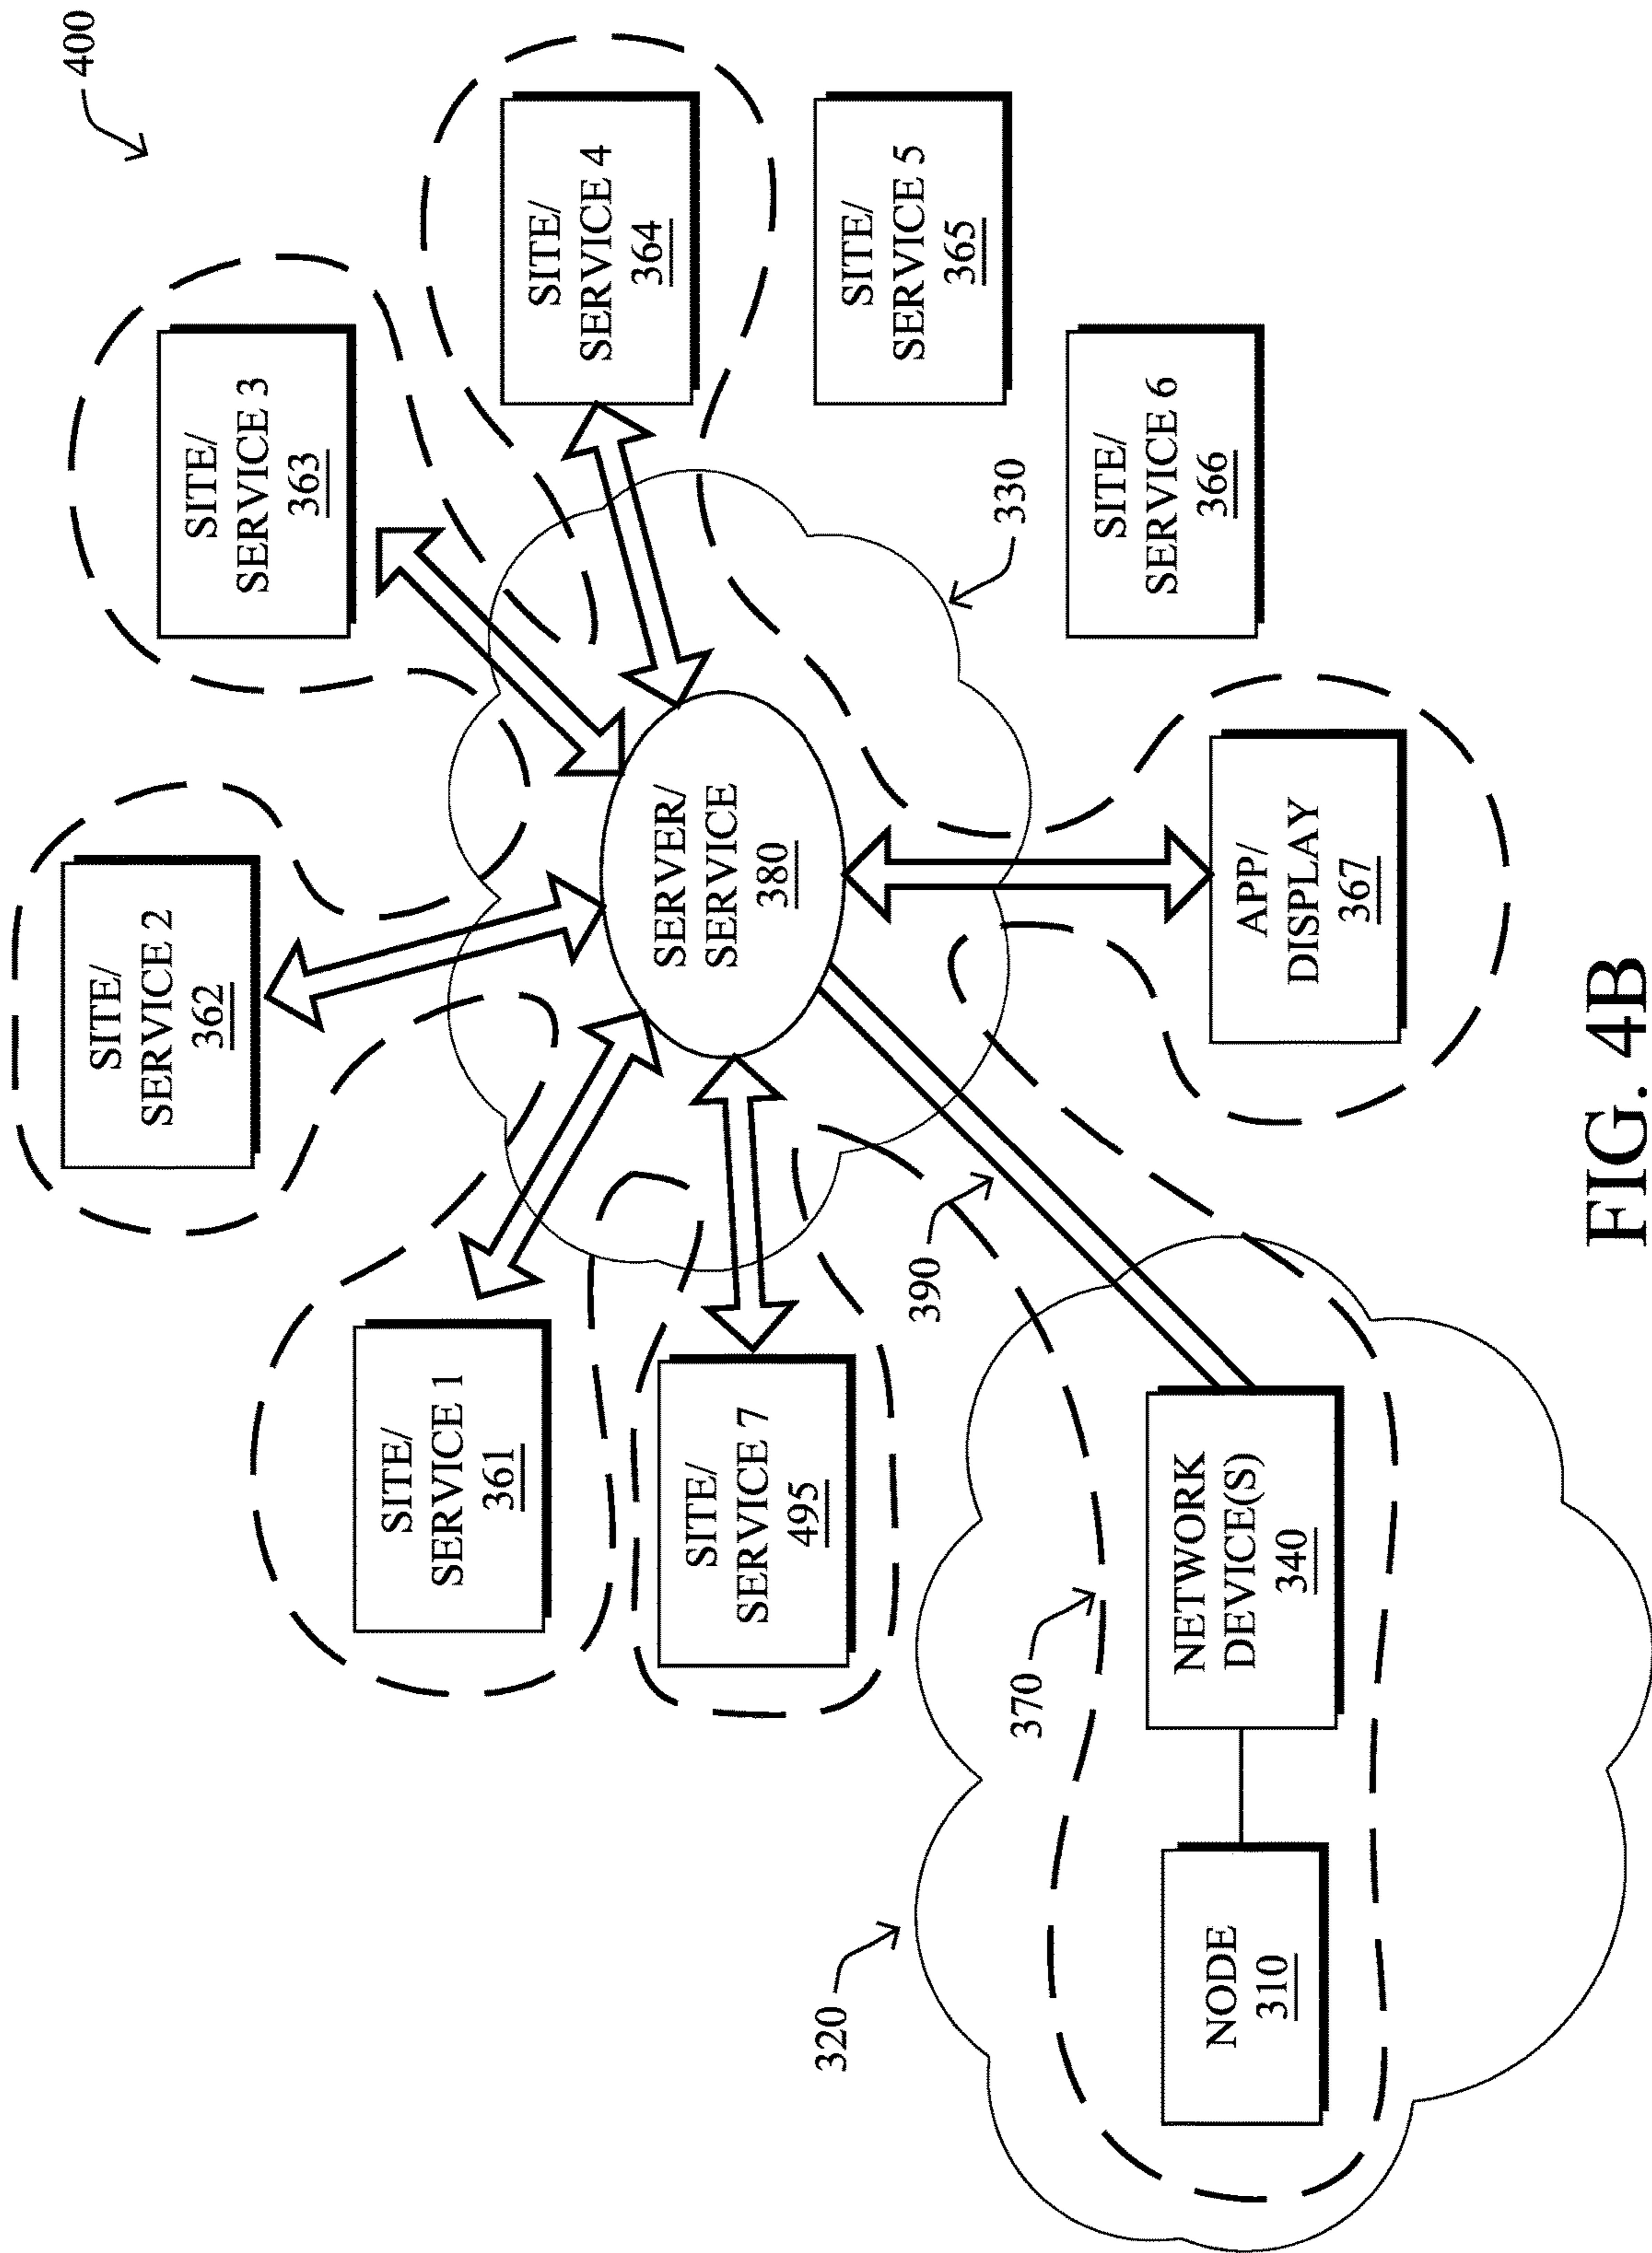 400
SITE/
SERVICE 2
362
SITE/
SERVICE 3
363
SITE/
SERVICE 1
361
SITE/
SERVICE 4
364
SITE/
SERVICE 7
495
SERVER/
SERVICE
380
SITE/
SERVICE 5
365
320
370
390
330
SITE/
SERVICE 6
366
NODE
310
NETWORK
DEVICE(S)
340
APP/
DISPLAY
367
FIG. 4B